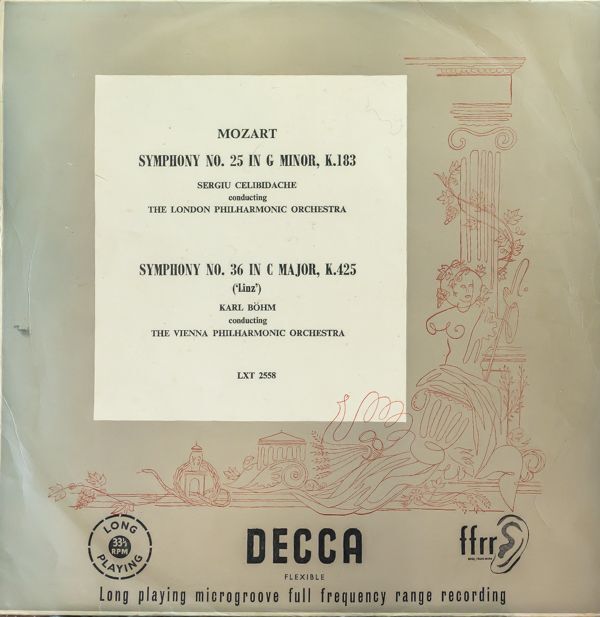 MOZART
SYMPHONY NO. 25 IN G MINOR, K.183
SERGIU CELIBIDACHE
conducting
THE LONDON PHILHARMONIC ORCHESTRA
SYMPHONY NO. 36 IN C MAJOR, K.425
('Linz')
KARL BÖHM
conducting
THE VIENNA PHILHARMONIC ORCHESTRA
LXT 2558
LONG
33⅓
RPM
PLAYING
DECCA
ffrr
FLEXIBLE
Long playing microgroove full frequency range recording